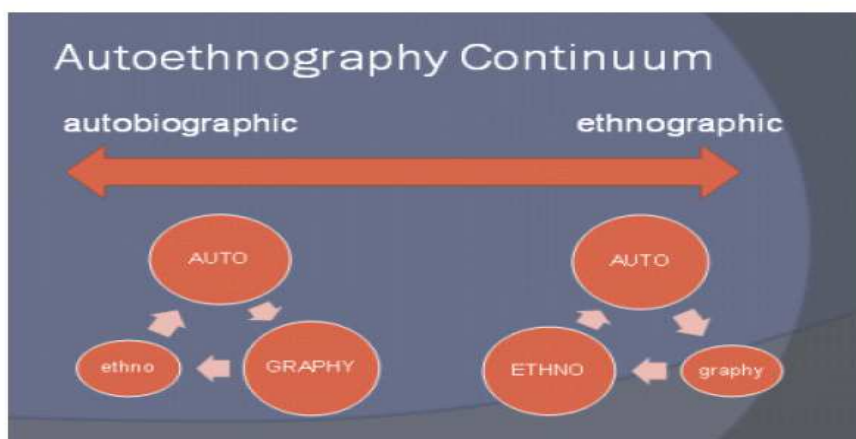 Autoethnography Continuum
autobiographic
ethnographic
AUTO
GRAPHY
ethno
AUTO
graphy
ETHNO